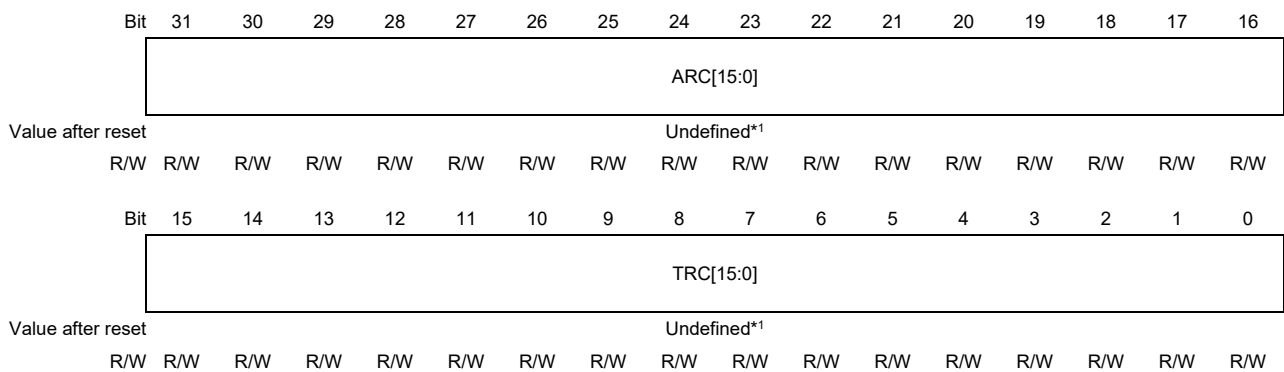 Bit 31 30 29 28 27 26 25 24 23 22 21 20 19 18 17 16
ARC[15:0]
Value after reset Undefined*1
R/W R/W R/W R/W R/W R/W R/W R/W R/W R/W R/W R/W R/W R/W R/W R/W R/W
Bit 15 14 13 12 11 10 9 8 7 6 5 4 3 2 1 0
TRC[15:0]
Value after reset Undefined*1
R/W R/W R/W R/W R/W R/W R/W R/W R/W R/W R/W R/W R/W R/W R/W R/W R/W